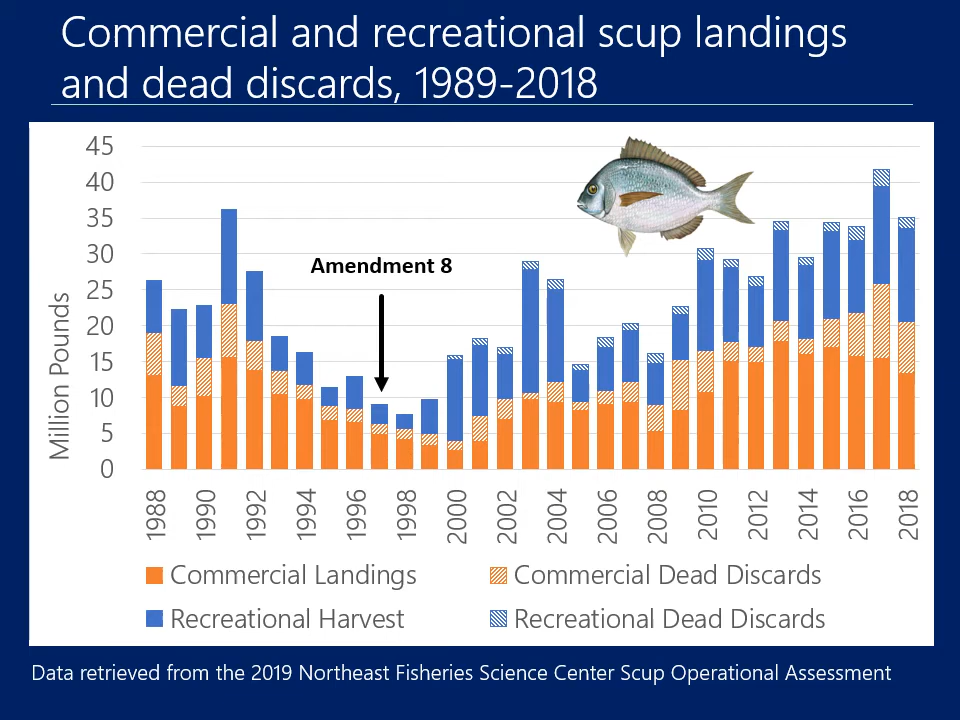 Commercial and recreational scup landings
and dead discards, 1989-2018
45
40
35
30
25
20
15
10
5
0
Million Pounds
Amendment 8
1988
1990
1992
1994
1996
1998
2000
2002
2004
2006
2008
2010
2012
2014
2016
2018
Commercial Landings
Commercial Dead Discards
Recreational Harvest
Recreational Dead Discards
Data retrieved from the 2019 Northeast Fisheries Science Center Scup Operational Assessment